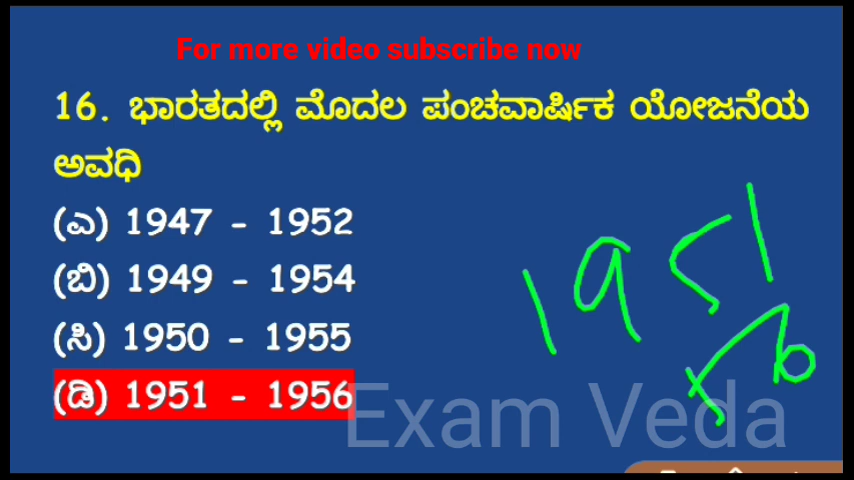 For more video subscribe now
16. ಭಾರತದಲ್ಲಿ ಮೊದಲ ಪಂಚವಾರ್ಷಿಕ ಯೋಜನೆಯ
ಅವಧಿ
(ಎ) 1947 - 1952
(ಬಿ) 1949 - 1954
(ಸಿ) 1950 - 1955
(ಡಿ) 1951 - 1956
1951
56
Exam Veda